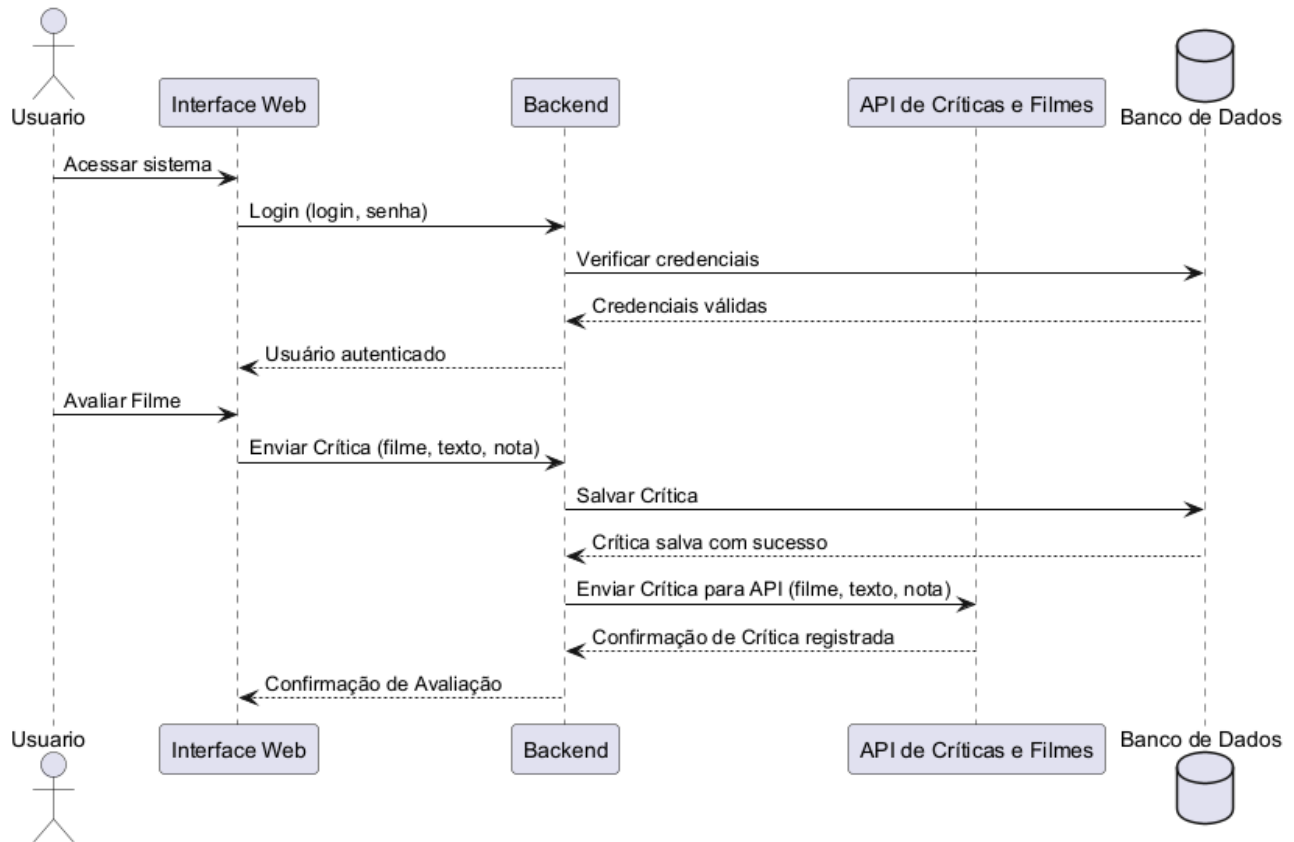 Usuario
Interface Web
Backend
API de Críticas e Filmes
Banco de Dados
Acessar sistema
Login (login, senha)
Verificar credenciais
Credenciais válidas
Usuário autenticado
Avaliar Filme
Enviar Crítica (filme, texto, nota)
Salvar Crítica
Crítica salva com sucesso
Enviar Crítica para API (filme, texto, nota)
Confirmação de Crítica registrada
Confirmação de Avaliação
Usuario
Interface Web
Backend
API de Críticas e Filmes
Banco de Dados